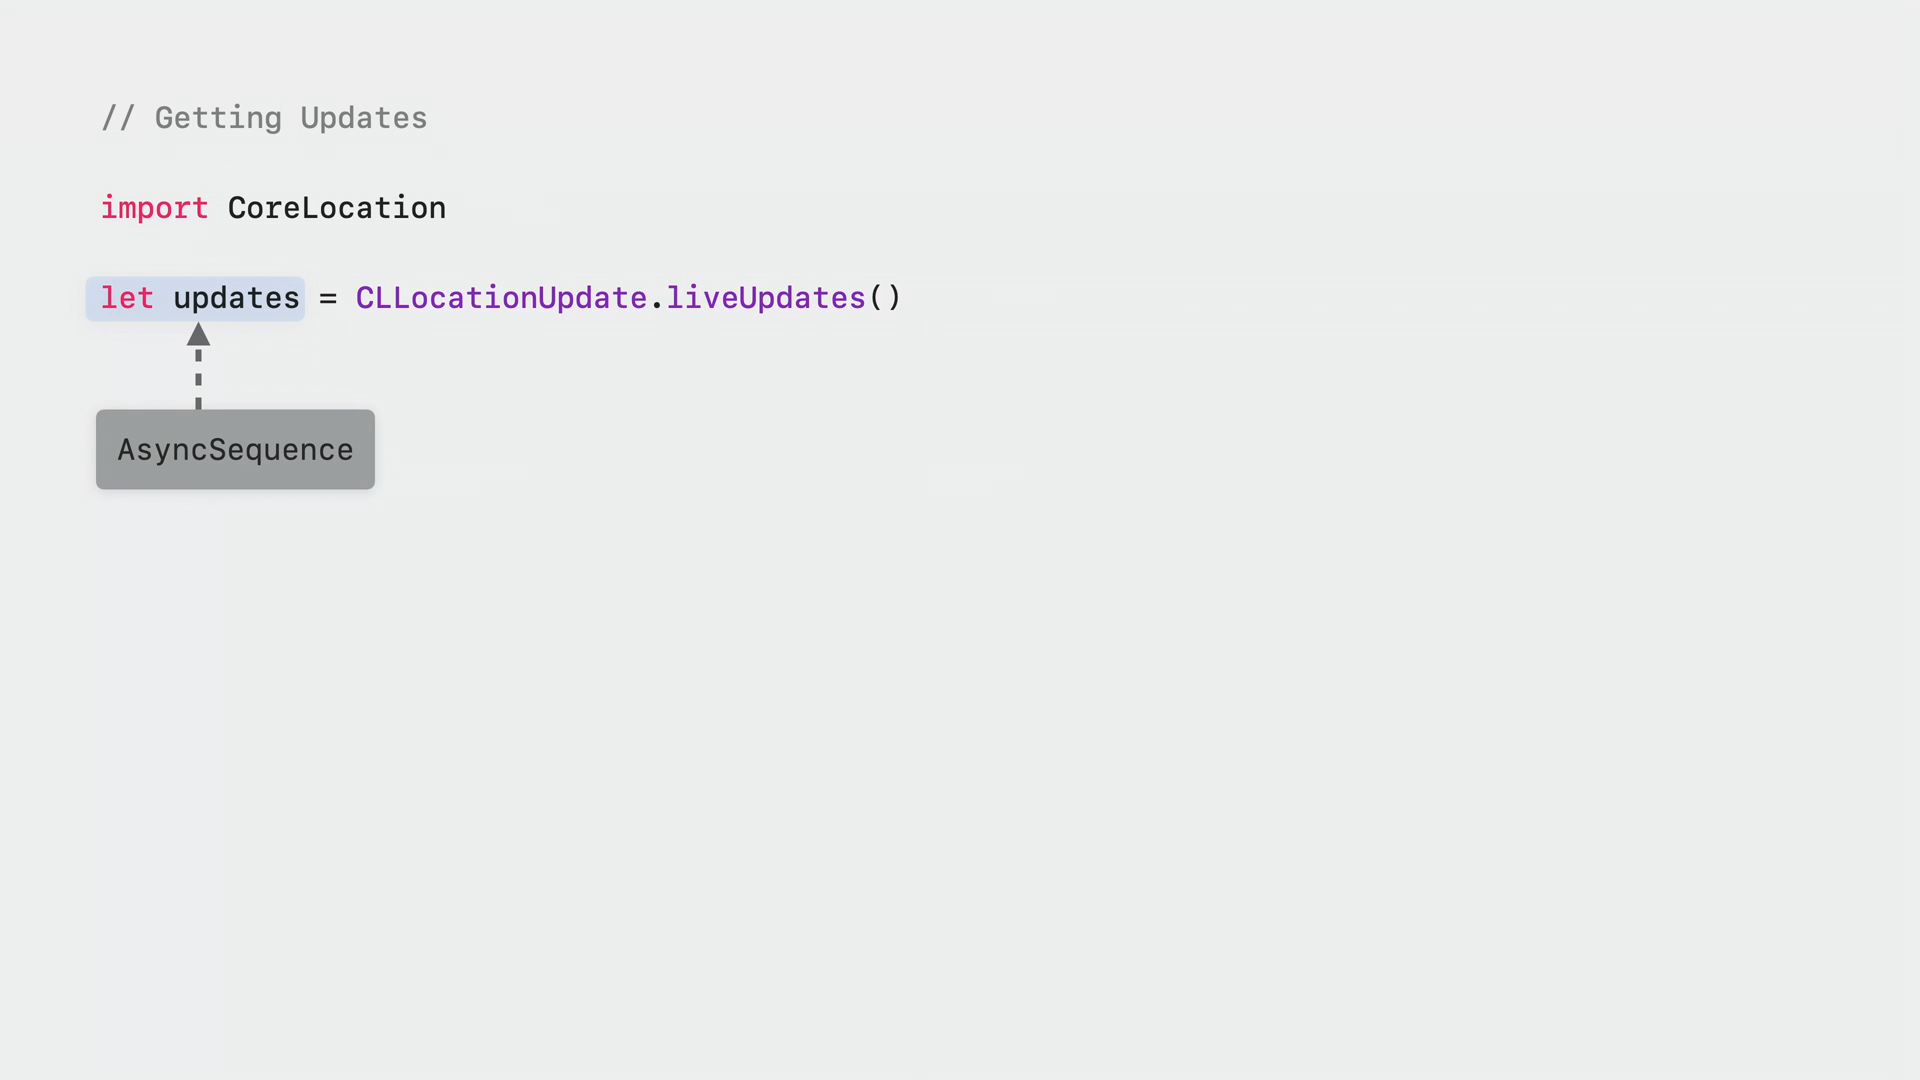 // Getting Updates
import CoreLocation
let updates = CLLocationUpdate.liveUpdates()
AsyncSequence